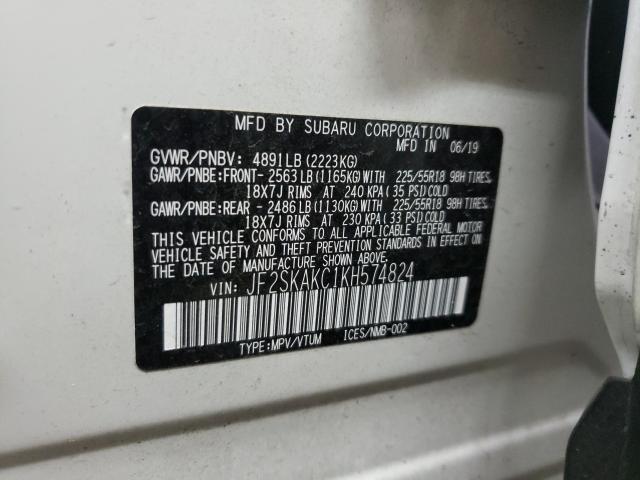 MFD BY SUBARU CORPORATION
MFD IN 06/19
GVWR/PNBV: 4891LB(2223KG)
GAWR/PNBE:FRONT-2563LB(1165KG)WITH 225/55R18 98H TIRES,
18X7J RIMS AT 240 KPA(35 PSI)COLD
GAWR/PNBE:REAR -2486LB(1130KG)WITH 225/55R18 98H TIRES,
18X7J RIMS AT 230 KPA(33 PSI)COLD
THIS VEHICLE CONFORMS TO ALL APPLICABLE FEDERAL MOTOR
VEHICLE SAFETY AND THEFT PREVENTION STANDARDS IN EFFECT ON
THE DATE OF MANUFACTURE SHOWN ABOVE.
VIN: JF2SKAKC1KH574824
TYPE:MPV/VTUM ICES/NMB-002